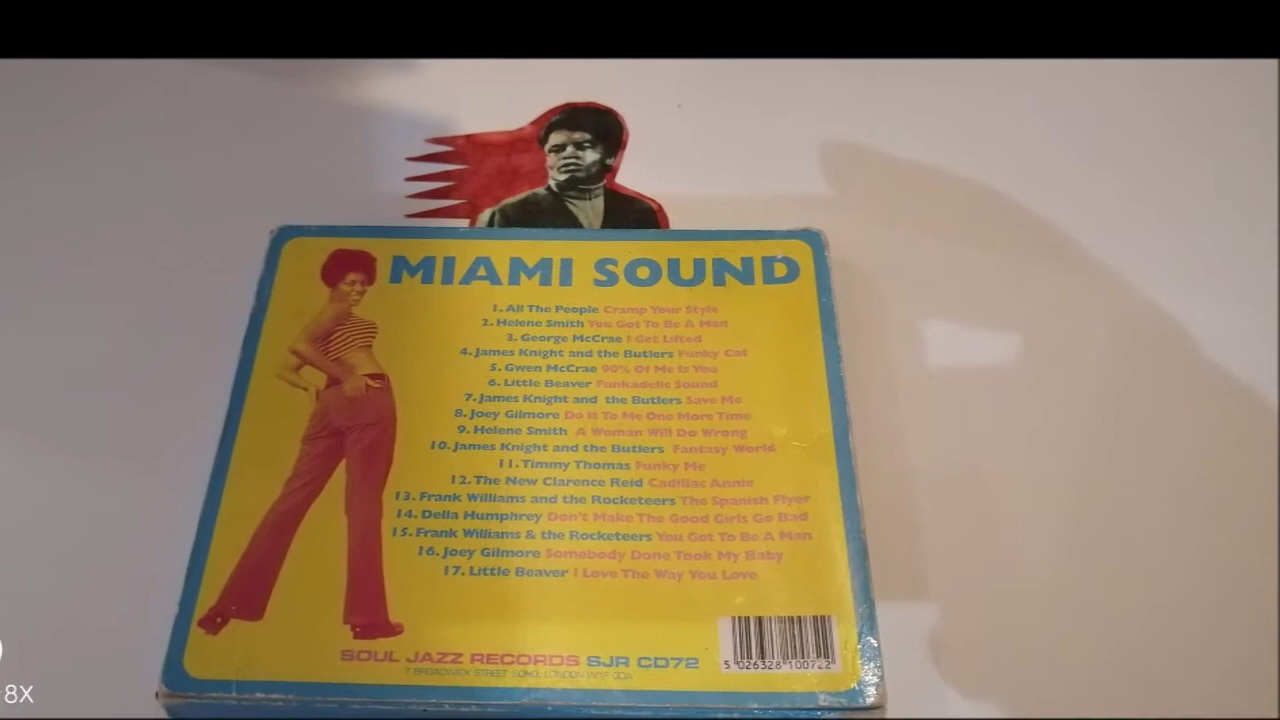 MIAMI SOUND
1. All The People Cramp Your Style
2. Helene Smith You Got To Be A Man
3. George McCrae I Get Lifted
4. James Knight and the Butlers Funky Cat
5. Gwen McCrae 90% Of Me Is You
6. Little Beaver Funkadelic Sound
7. James Knight and the Butlers Save Me
8. Joey Gilmore Do It To Me One More Time
9. Helene Smith A Woman Will Do Wrong
10. James Knight and the Butlers Fantasy World
11. Timmy Thomas Funky Me
12. The New Clarence Reid Cadillac Annie
13. Frank Williams and the Rocketeers The Spanish Flyer
14. Della Humphrey Don't Make The Good Girls Go Bad
15. Frank Williams & the Rocketeers You Got To Be A Man
16. Joey Gilmore Somebody Done Took My Baby
17. Little Beaver I Love The Way You Love
SOUL JAZZ RECORDS SJR CD72
7 BROADWICK STREET SOHO, LONDON W1F 0DA
5 026328 100722
8X